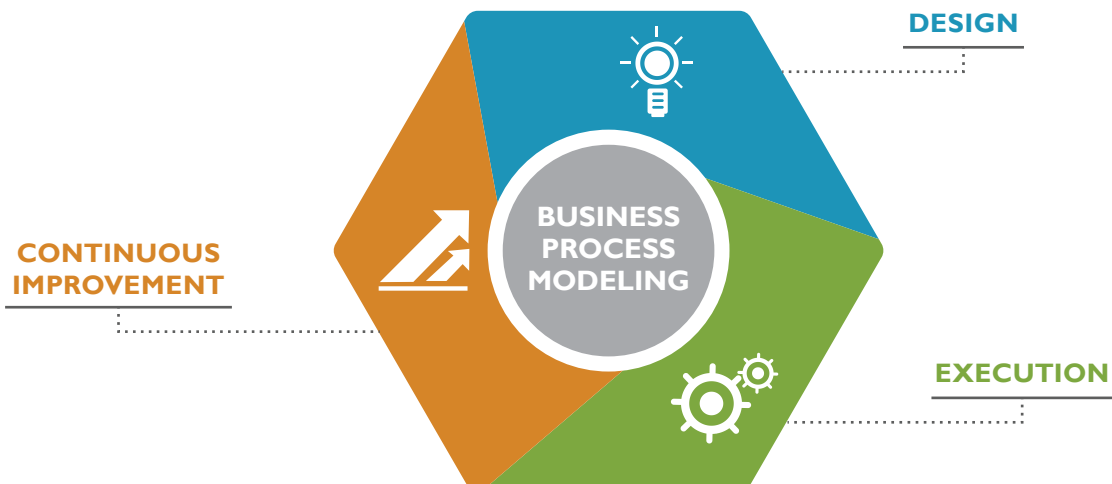 DESIGN
BUSINESS
PROCESS
MODELING
CONTINUOUS
IMPROVEMENT
EXECUTION